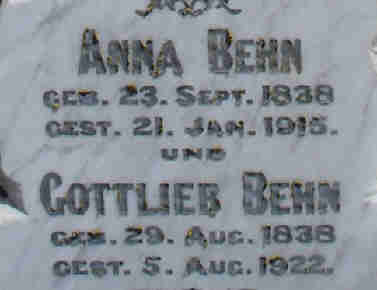 ANNA BEHN
GEB. 23. SEPT. 1838
GEST. 21. JAN. 1915.
UND
GOTTLIEB BEHN
GEB. 29. AUG. 1838
GEST. 5. AUG. 1922.